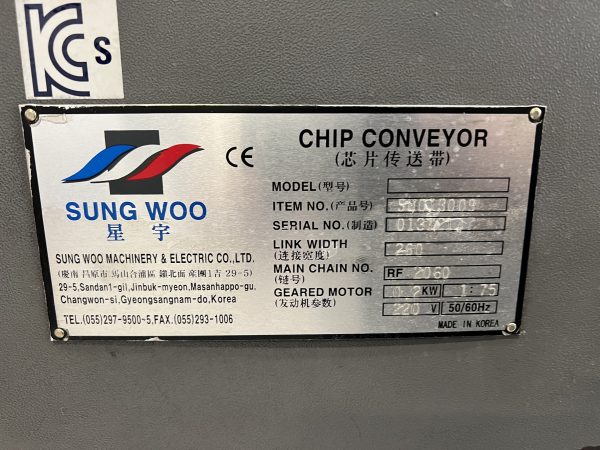 KC S
SUNG WOO
星宇
SUNG WOO MACHINERY & ELECTRIC CO.,LTD.
29-5,Sandan1-gil,Jinbuk-myeon,Masanhappo-gu.
Changwon-si,Gyeongsangnam-do,Korea
TEL.(055)297-9500~5,FAX.(055)293-1006
CE
CHIP CONVEYOR
(芯片传送带)
MODEL(型号)
ITEM NO.(产品号)
SERIAL NO.(制造)
LINK WIDTH
(连接宽度)
MAIN CHAIN NO. RF 2060
(链号)
GEARED MOTOR 0.2 KW 1:75
(发动机参数) 220 V 50/60Hz
MADE IN KOREA